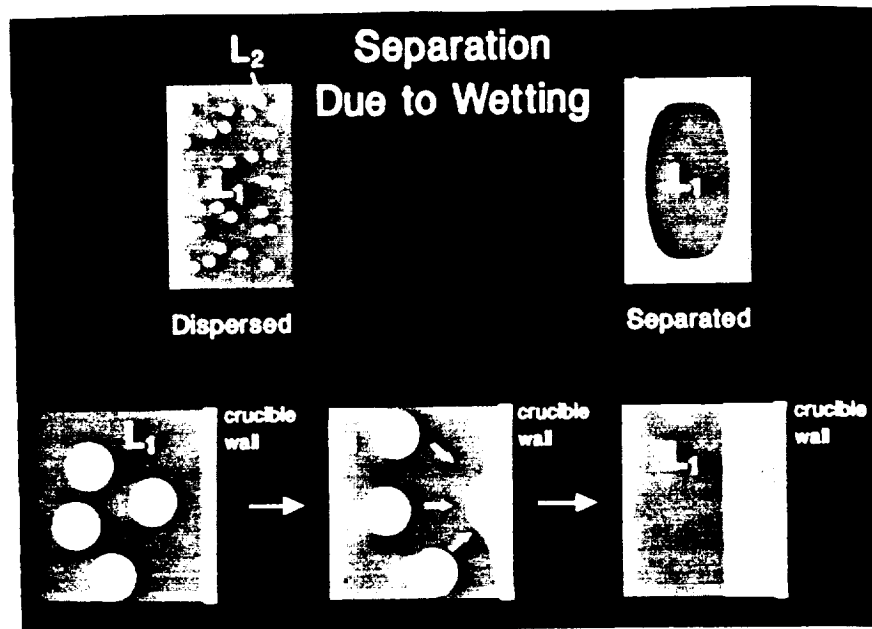 Separation
Due to Wetting
L₂
L₁
L₁
Dispersed
Separated
L₁
crucible
wall
crucible
wall
L₁
crucible
wall